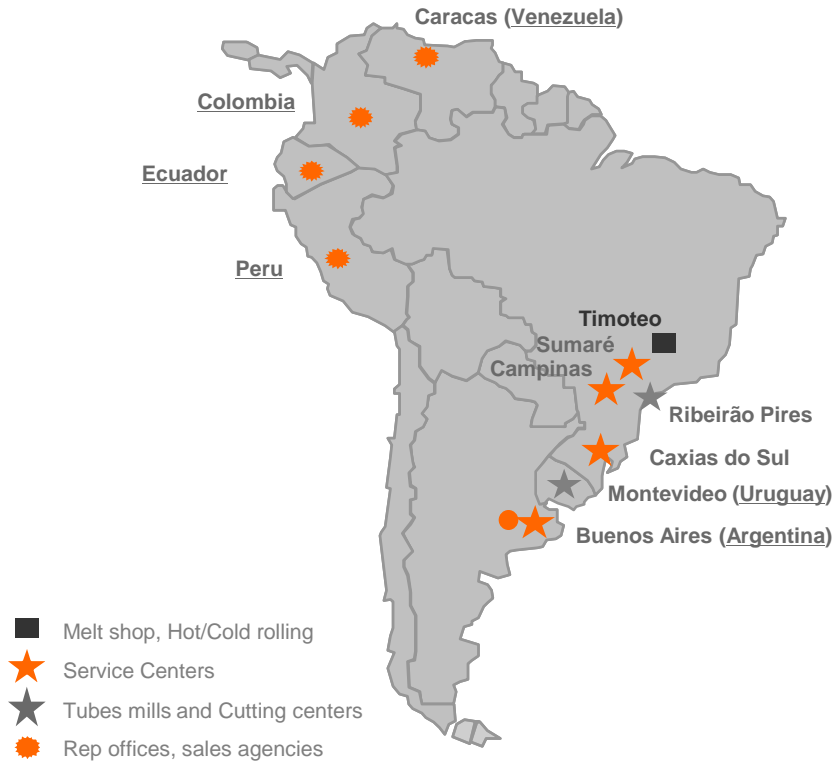 Caracas (Venezuela)
Colombia
Ecuador
Peru
Timoteo
Sumaré
Campinas
Ribeirão Pires
Caxias do Sul
Montevideo (Uruguay)
Buenos Aires (Argentina)
Melt shop, Hot/Cold rolling
Service Centers
Tubes mills and Cutting centers
Rep offices, sales agencies